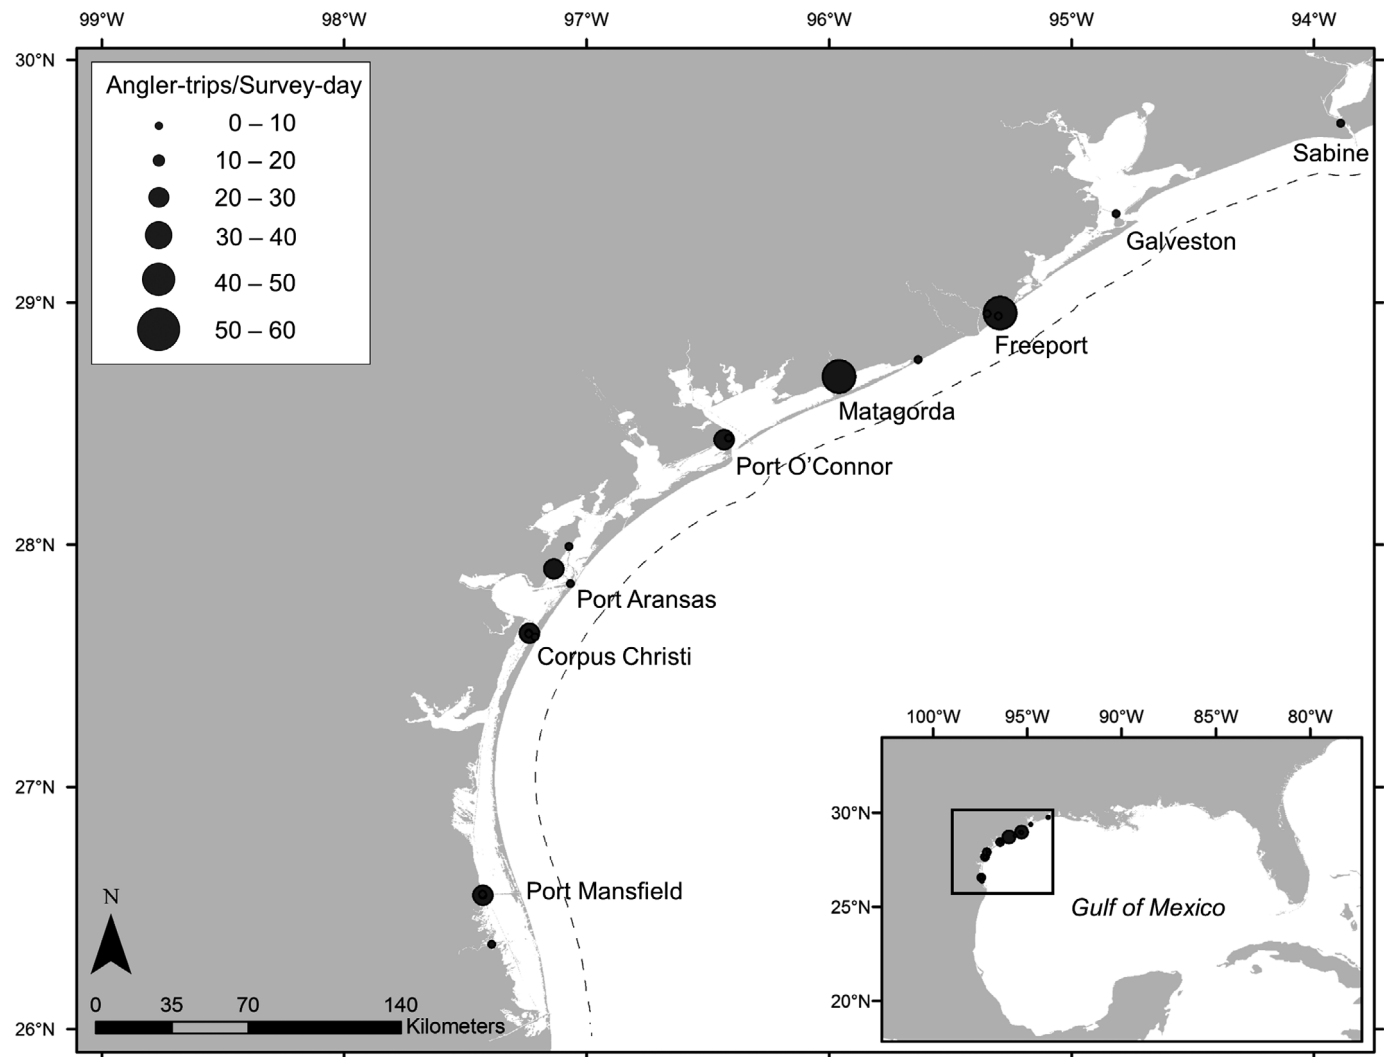 99°W 98°W 97°W 96°W 95°W 94°W
30°N
Angler-trips/Survey-day
0 – 10
10 – 20
20 – 30
30 – 40
40 – 50
50 – 60
Sabine
Galveston
29°N
Freeport
Matagorda
Port O’Connor
28°N
Port Aransas
Corpus Christi
27°N
Port Mansfield
N
0 35 70 140
Kilometers
26°N
100°W 95°W 90°W 85°W 80°W
30°N
25°N
Gulf of Mexico
20°N